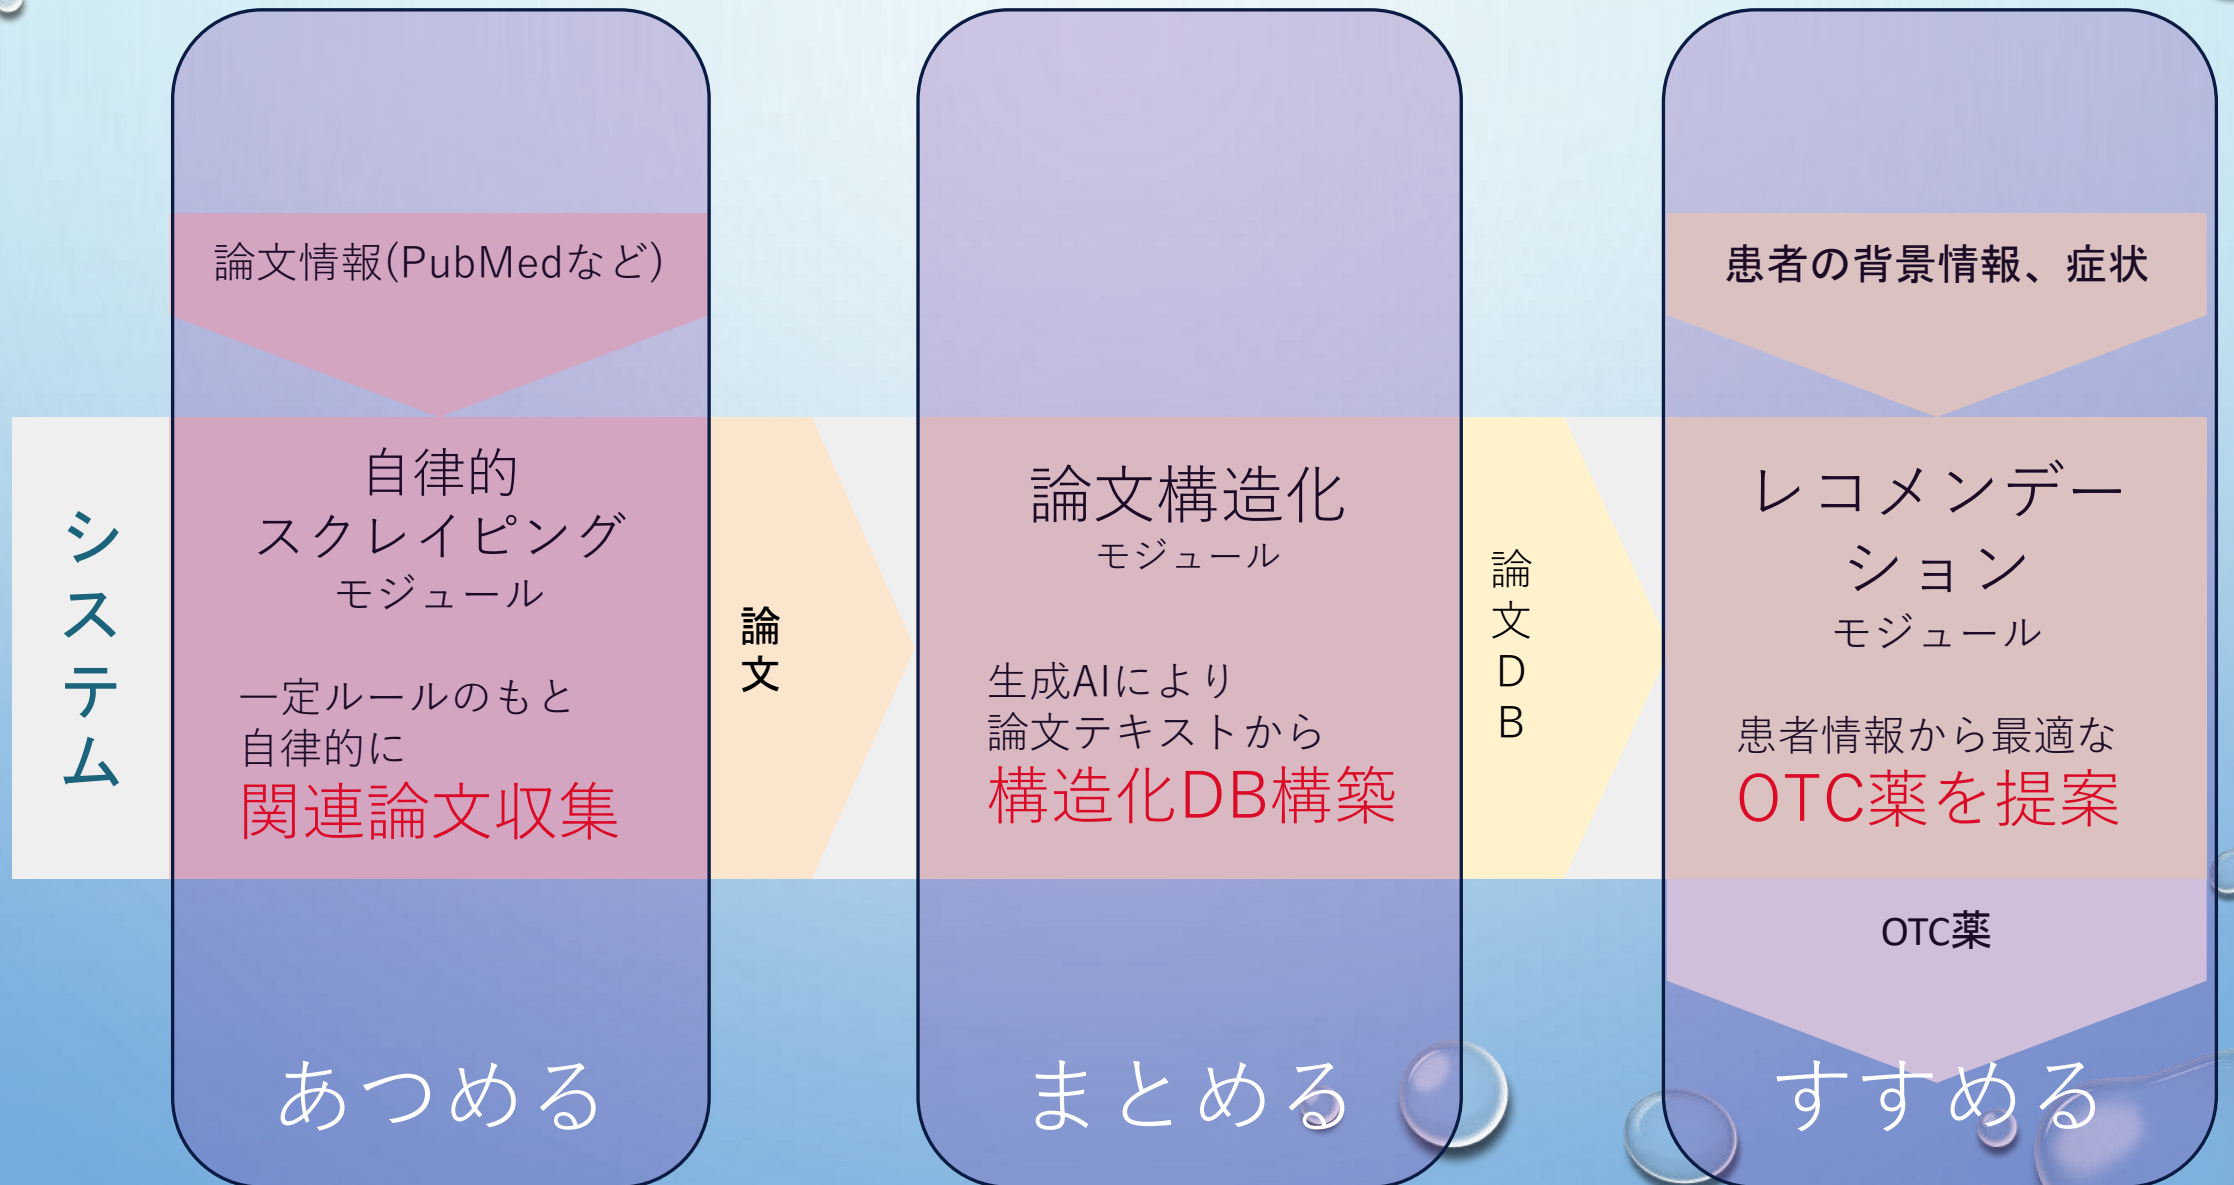 システム
論文情報(PubMedなど)
自律的
スクレイピング
モジュール
一定ルールのもと
自律的に
関連論文収集
あつめる
論文
論文構造化
モジュール
生成AIにより
論文テキストから
構造化DB構築
まとめる
論文DB
患者の背景情報、症状
レコメンデー
ション
モジュール
患者情報から最適な
OTC薬を提案
OTC薬
すすめる